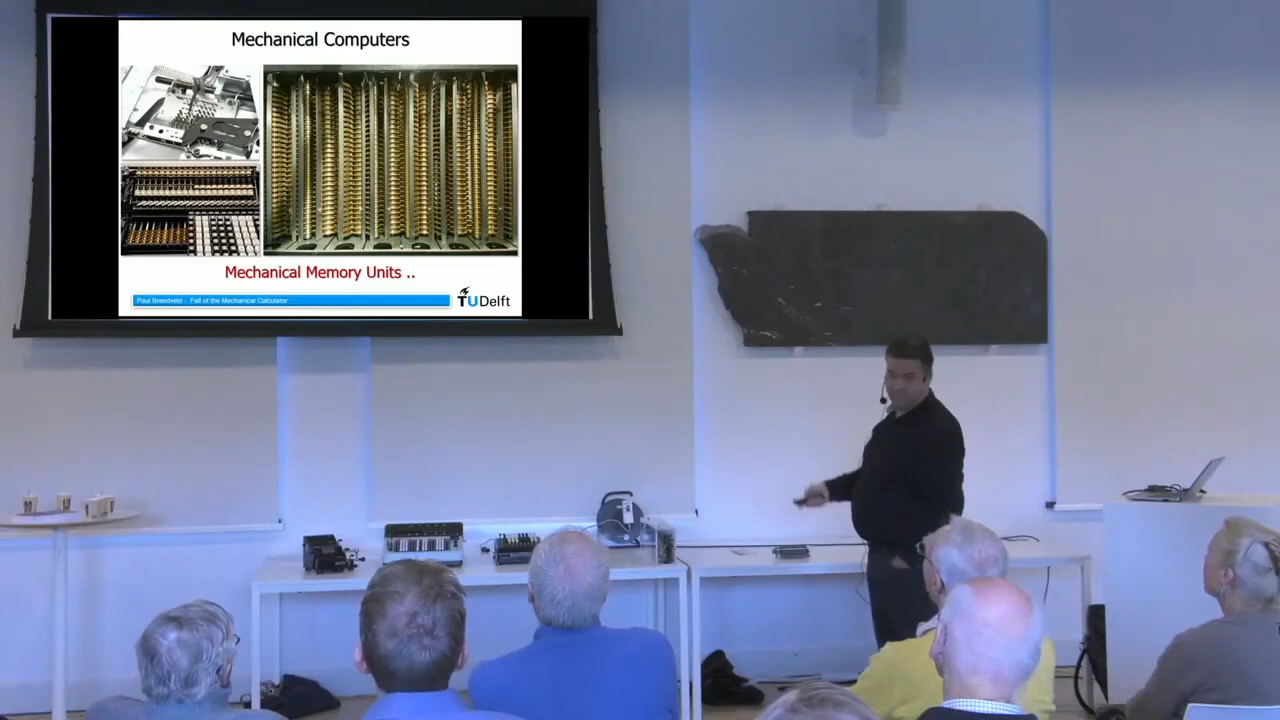 Mechanical Computers
Mechanical Memory Units ..
Paul Breedveld - Fall of the Mechanical Calculator
TUDelft